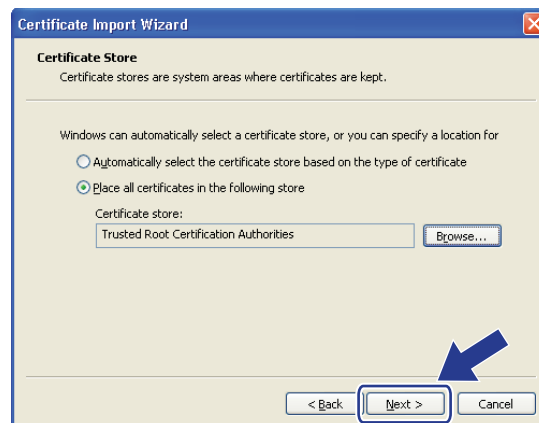 Certificate Import Wizard
Certificate Store
Certificate stores are system areas where certificates are kept.
Windows can automatically select a certificate store, or you can specify a location for
Automatically select the certificate store based on the type of certificate
Place all certificates in the following store
Certificate store:
Trusted Root Certification Authorities
Browse...
< Back
Next >
Cancel